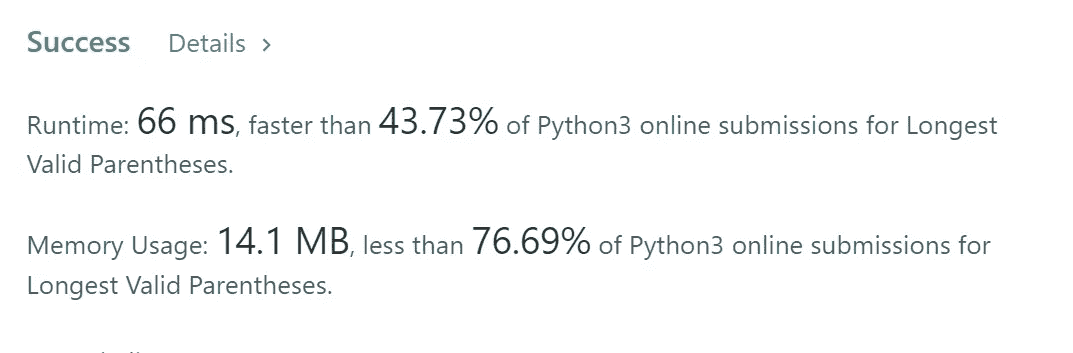 Success Details >
Runtime: 66 ms, faster than 43.73% of Python3 online submissions for Longest
Valid Parentheses.
Memory Usage: 14.1 MB, less than 76.69% of Python3 online submissions for
Longest Valid Parentheses.